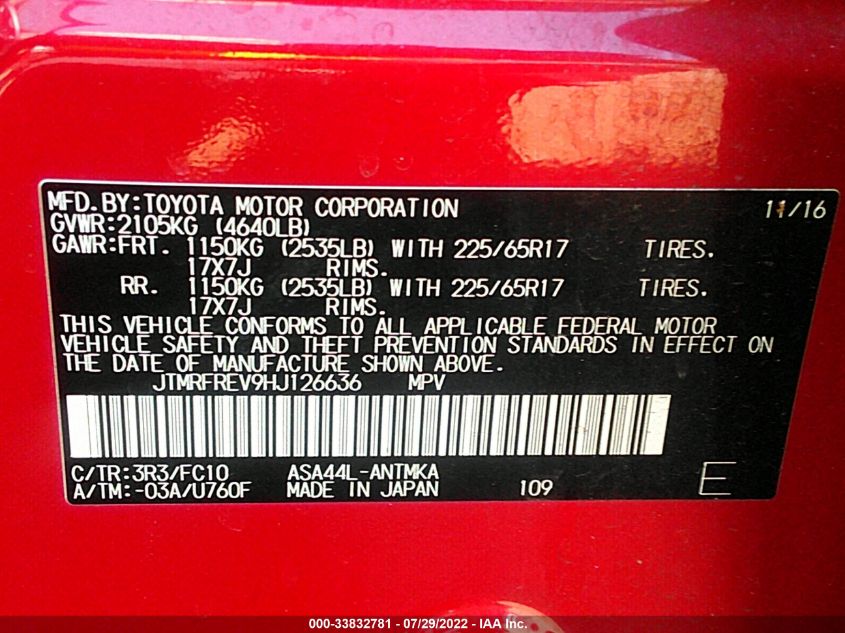 MFD.BY:TOYOTA MOTOR CORPORATION 11/16
GVWR:2105KG (4640LB)
GAWR:FRT. 1150KG (2535LB) WITH 225/65R17 TIRES.
17X7J RIMS.
RR. 1150KG (2535LB) WITH 225/65R17 TIRES.
17X7J RIMS.
THIS VEHICLE CONFORMS TO ALL APPLICABLE FEDERAL MOTOR
VEHICLE SAFETY AND THEFT PREVENTION STANDARDS IN EFFECT ON
THE DATE OF MANUFACTURE SHOWN ABOVE.
JTMRFREV9HJ126636 MPV
C/TR:3R3/FC10 ASA44L-ANTMKA
A/TM:-03A/U760F MADE IN JAPAN 109 E
000-33832781 - 07/29/2022 - IAA Inc.